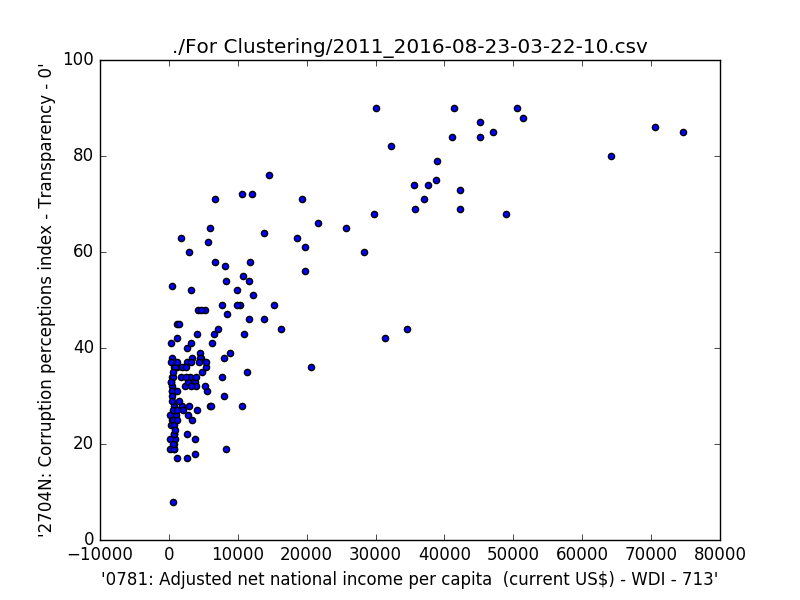 ./For Clustering/2011_2016-08-23-03-22-10.csv
100
80
60
40
20
0
'2704N: Corruption perceptions index - Transparency - 0'
−10000 0 10000 20000 30000 40000 50000 60000 70000 80000
'0781: Adjusted net national income per capita  (current US$) - WDI - 713'